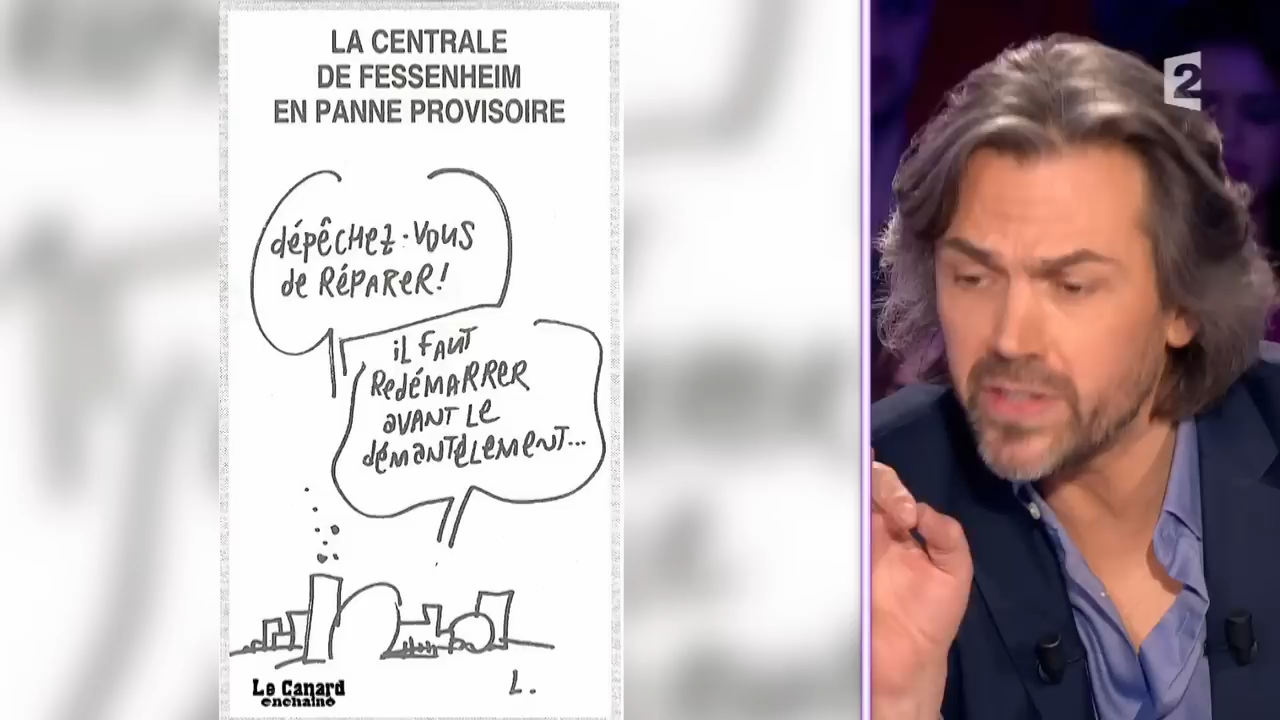 LA CENTRALE
DE FESSENHEIM
EN PANNE PROVISOIRE
dépêchez-vous
de RéPAReR!
iL FAUT
Redémarrer
avant le
démantèlement...
L.
Le Canard
enchaîné
2